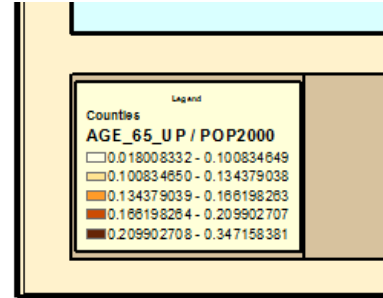 Legend
Counties
AGE_65_UP / POP2000
0.018008332 - 0.100834649
0.100834650 - 0.134379038
0.134379039 - 0.166198263
0.166198264 - 0.209902707
0.209902708 - 0.347158381